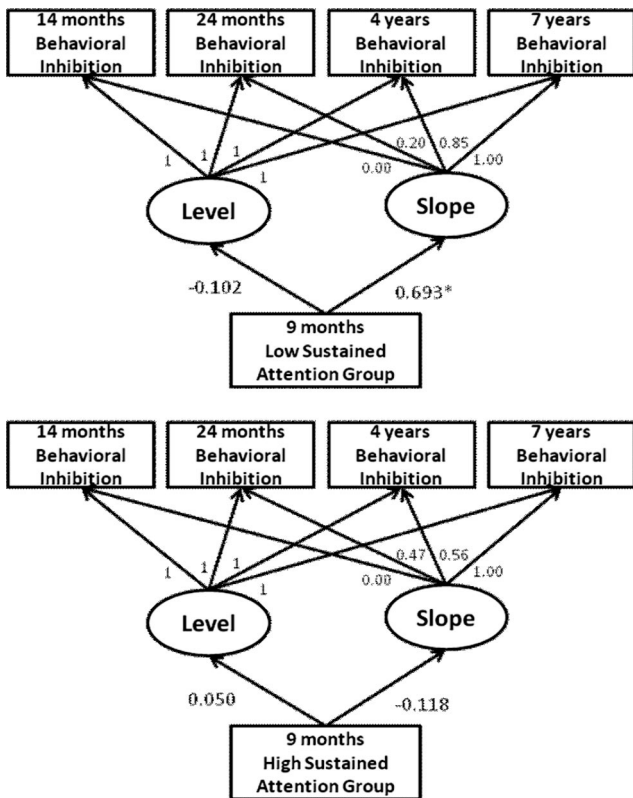 14 months
Behavioral
Inhibition
24 months
Behavioral
Inhibition
4 years
Behavioral
Inhibition
7 years
Behavioral
Inhibition
1
1
1
1
0.00
0.20
0.85
1.00
Level
Slope
-0.102
0.693*
9 months
Low Sustained
Attention Group
14 months
Behavioral
Inhibition
24 months
Behavioral
Inhibition
4 years
Behavioral
Inhibition
7 years
Behavioral
Inhibition
1
1
1
1
0.00
0.47
0.56
1.00
Level
Slope
0.050
-0.118
9 months
High Sustained
Attention Group